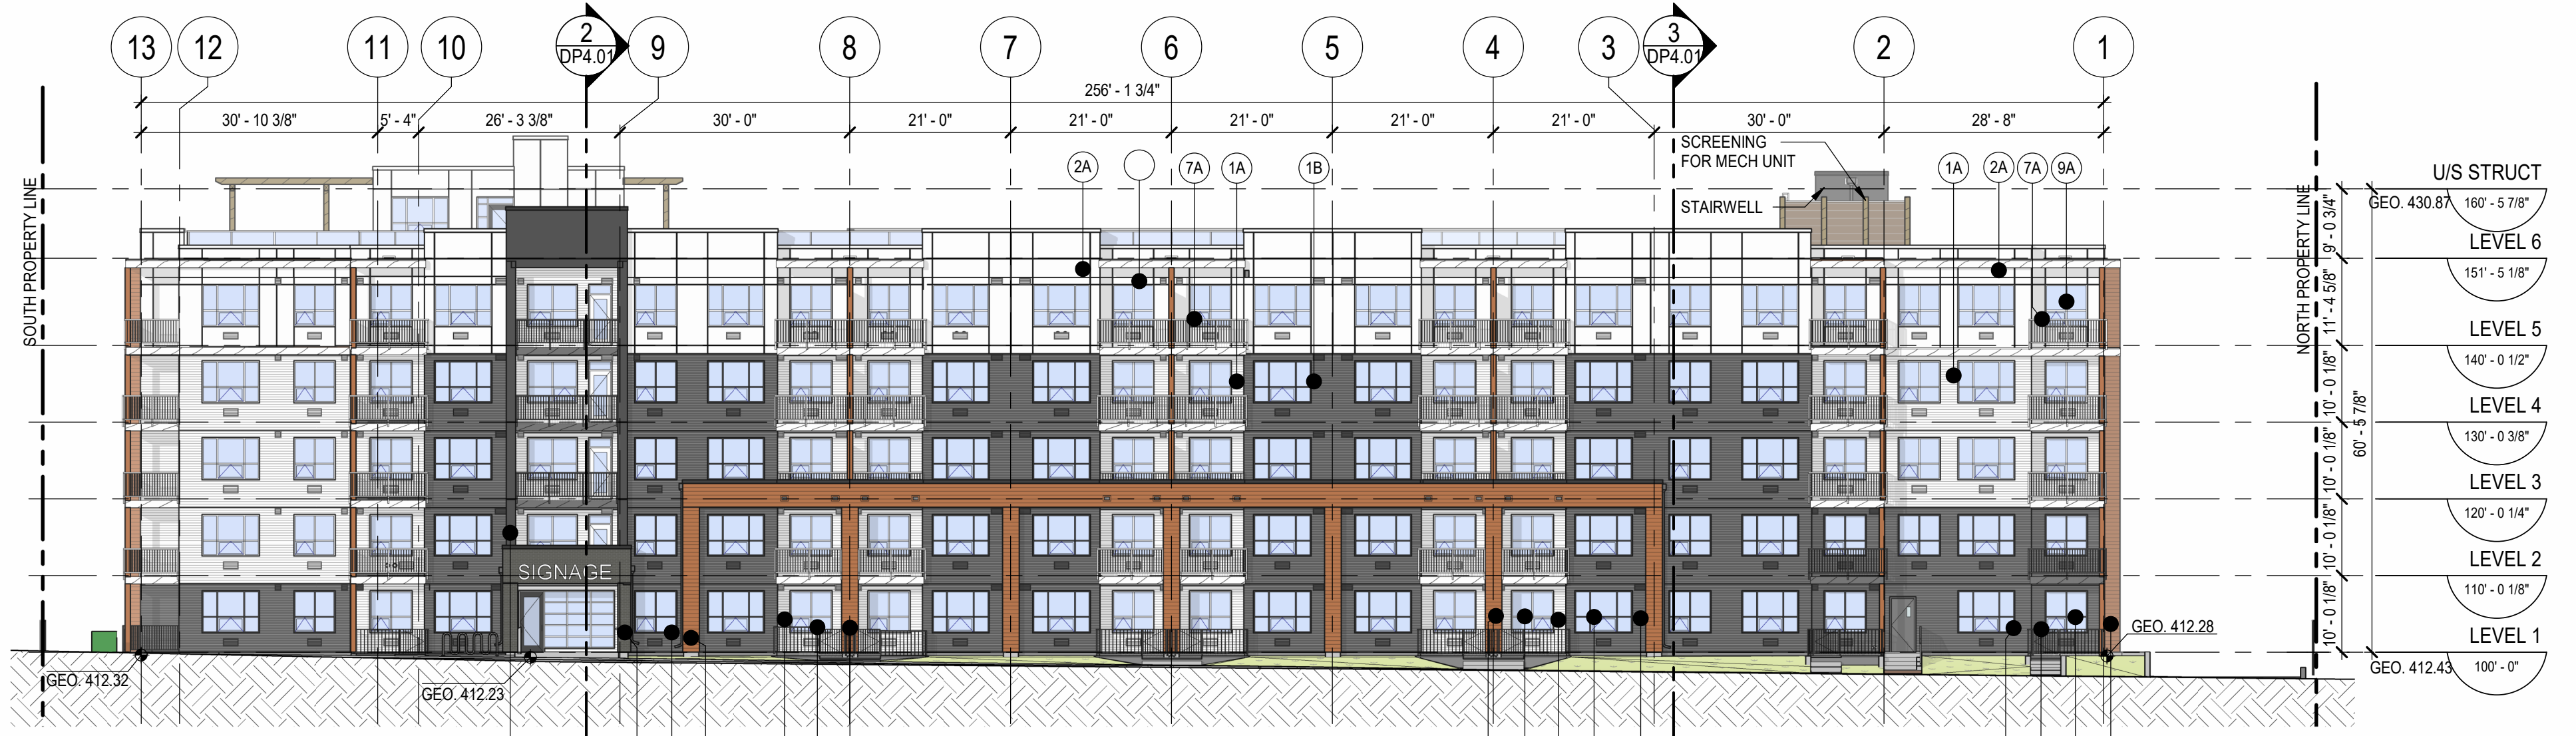 13
12
11
10
2
DP4.01
9
8
7
6
5
4
3
3
DP4.01
2
1
256' - 1 3/4"
30' - 10 3/8"
5' - 4"
26' - 3 3/8"
30' - 0"
21' - 0"
21' - 0"
21' - 0"
21' - 0"
21' - 0"
30' - 0"
28' - 8"
SCREENING
FOR MECH UNIT
STAIRWELL
2A
7A
1A
1B
1A
2A
7A
9A
SOUTH PROPERTY LINE
NORTH PROPERTY LINE
U/S STRUCT
GEO. 430.87
160' - 5 7/8"
9' - 0 3/4"
LEVEL 6
151' - 5 1/8"
11' - 4 5/8"
LEVEL 5
140' - 0 1/2"
10' - 0 1/8"
LEVEL 4
130' - 0 3/8"
10' - 0 1/8"
60' - 5 7/8"
LEVEL 3
120' - 0 1/4"
10' - 0 1/8"
LEVEL 2
110' - 0 1/8"
10' - 0 1/8"
LEVEL 1
GEO. 412.43
100' - 0"
SIGNAGE
GEO. 412.32
GEO. 412.23
GEO. 412.28